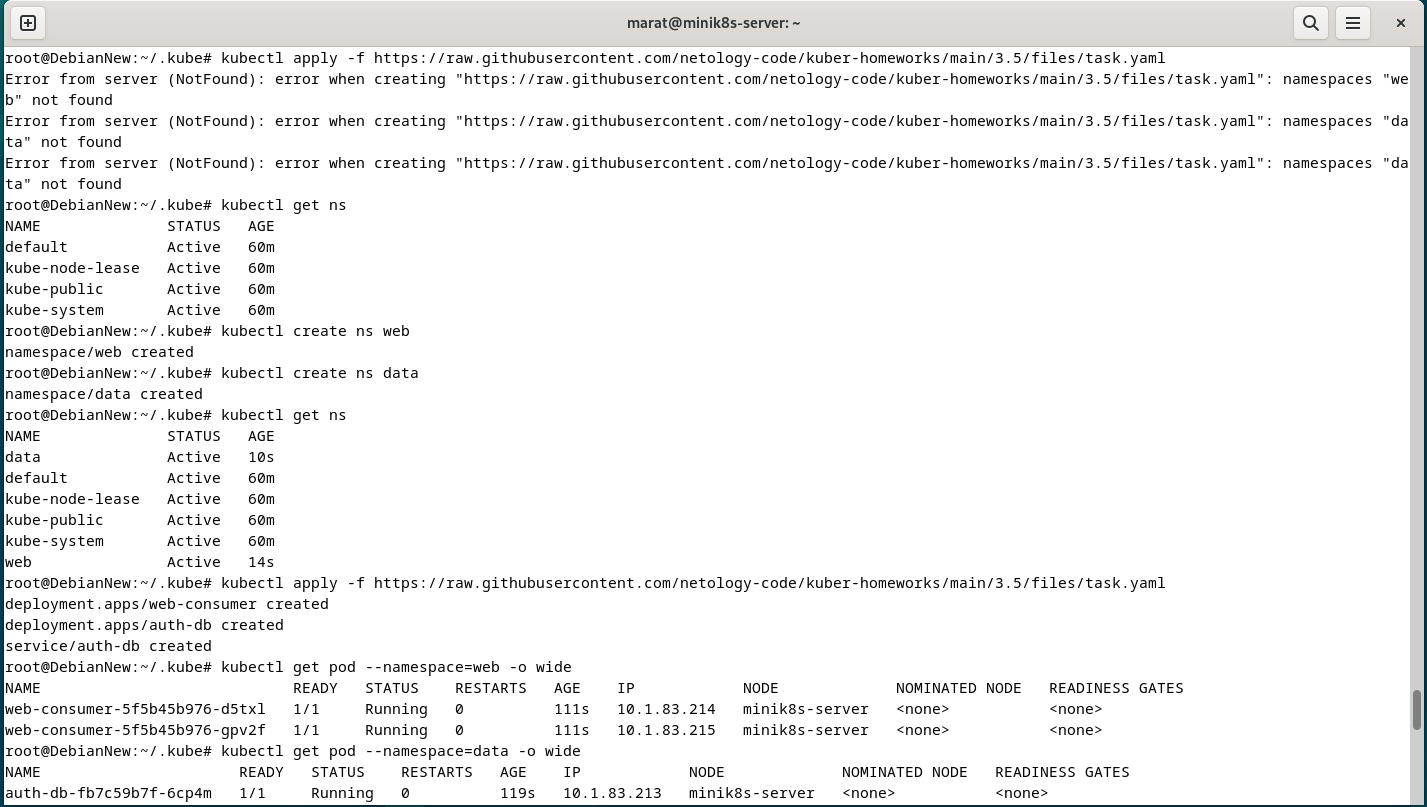 marat@minik8s-server: ~
root@DebianNew:~/.kube# kubectl apply -f https://raw.githubusercontent.com/netology-code/kuber-homeworks/main/3.5/files/task.yaml
Error from server (NotFound): error when creating "https://raw.githubusercontent.com/netology-code/kuber-homeworks/main/3.5/files/task.yaml": namespaces "we
b" not found
Error from server (NotFound): error when creating "https://raw.githubusercontent.com/netology-code/kuber-homeworks/main/3.5/files/task.yaml": namespaces "da
ta" not found
Error from server (NotFound): error when creating "https://raw.githubusercontent.com/netology-code/kuber-homeworks/main/3.5/files/task.yaml": namespaces "da
ta" not found
root@DebianNew:~/.kube# kubectl get ns
NAME              STATUS   AGE
default           Active   60m
kube-node-lease   Active   60m
kube-public       Active   60m
kube-system       Active   60m
root@DebianNew:~/.kube# kubectl create ns web
namespace/web created
root@DebianNew:~/.kube# kubectl create ns data
namespace/data created
root@DebianNew:~/.kube# kubectl get ns
NAME              STATUS   AGE
data              Active   10s
default           Active   60m
kube-node-lease   Active   60m
kube-public       Active   60m
kube-system       Active   60m
web               Active   14s
root@DebianNew:~/.kube# kubectl apply -f https://raw.githubusercontent.com/netology-code/kuber-homeworks/main/3.5/files/task.yaml
deployment.apps/web-consumer created
deployment.apps/auth-db created
service/auth-db created
root@DebianNew:~/.kube# kubectl get pod --namespace=web -o wide
NAME                            READY   STATUS    RESTARTS   AGE    IP            NODE             NOMINATED NODE   READINESS GATES
web-consumer-5f5b45b976-d5txl   1/1     Running   0          111s   10.1.83.214   minik8s-server   <none>           <none>
web-consumer-5f5b45b976-gpv2f   1/1     Running   0          111s   10.1.83.215   minik8s-server   <none>           <none>
root@DebianNew:~/.kube# kubectl get pod --namespace=data -o wide
NAME                      READY   STATUS    RESTARTS   AGE    IP            NODE             NOMINATED NODE   READINESS GATES
auth-db-fb7c59b7f-6cp4m   1/1     Running   0          119s   10.1.83.213   minik8s-server   <none>           <none>